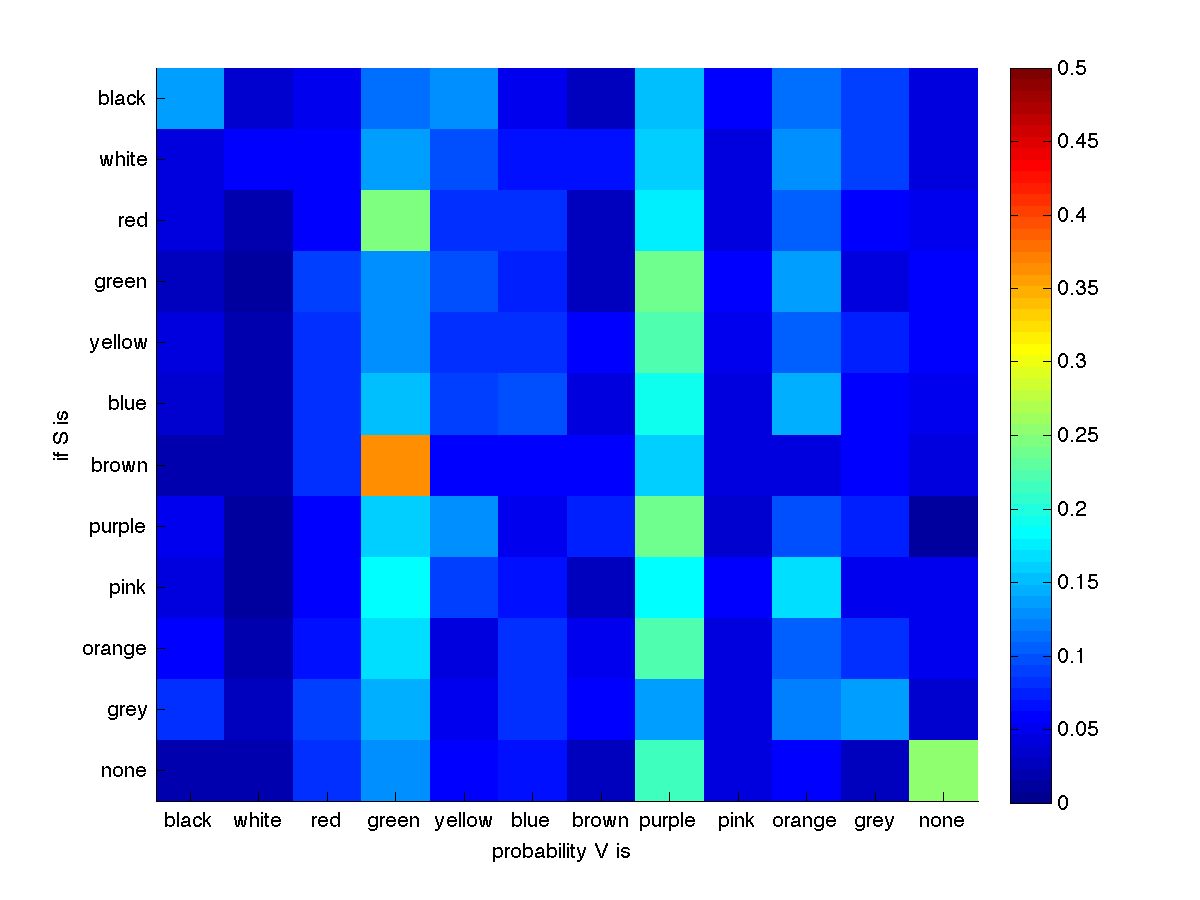 0.5
black
0.45
white
0.4
red
0.35
green
0.3
yellow
0.25
blue
if S is
0.2
brown
purple
0.15
pink
0.1
orange
0.05
grey
none
0
black white red green yellow blue brown purple pink orange grey none
probability V is